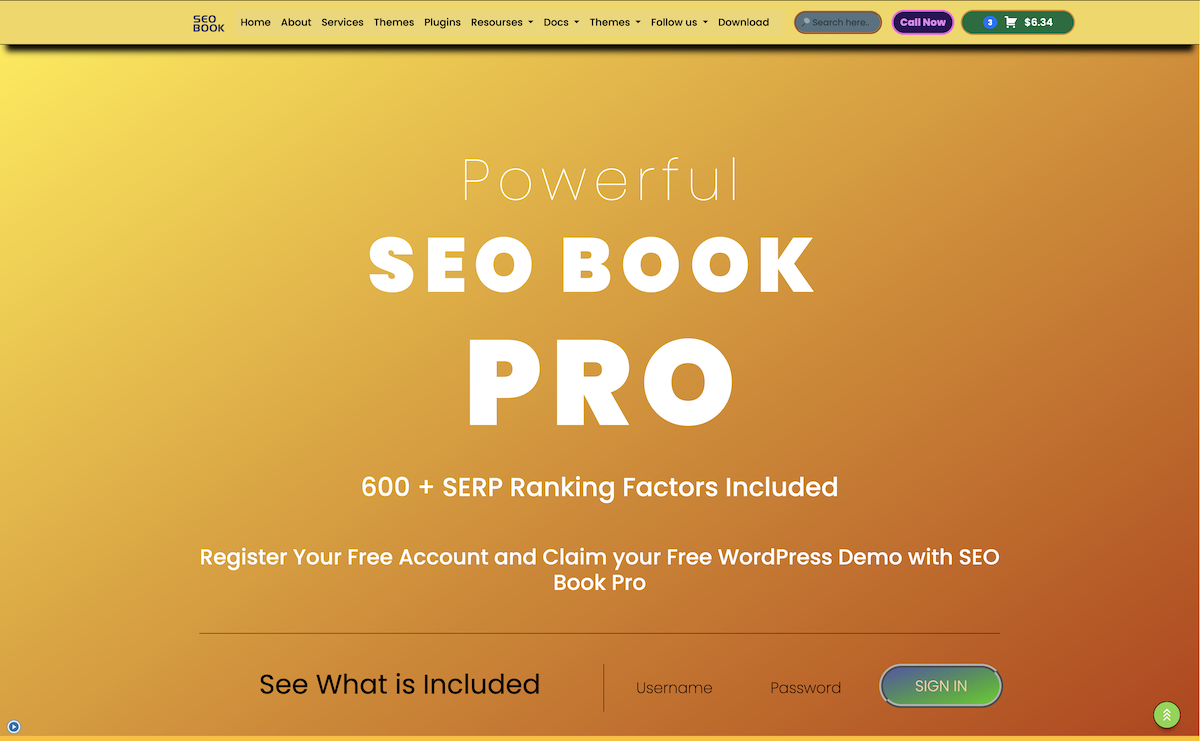 SEO
BOOK
Home About Services Themes Plugins Resourses Docs Themes Follow us Download
Search here..
Call Now
3 $6.34
Powerful
SEO BOOK
PRO
600 + SERP Ranking Factors Included
Register Your Free Account and Claim your Free WordPress Demo with SEO
Book Pro
See What is Included
Username Password SIGN IN